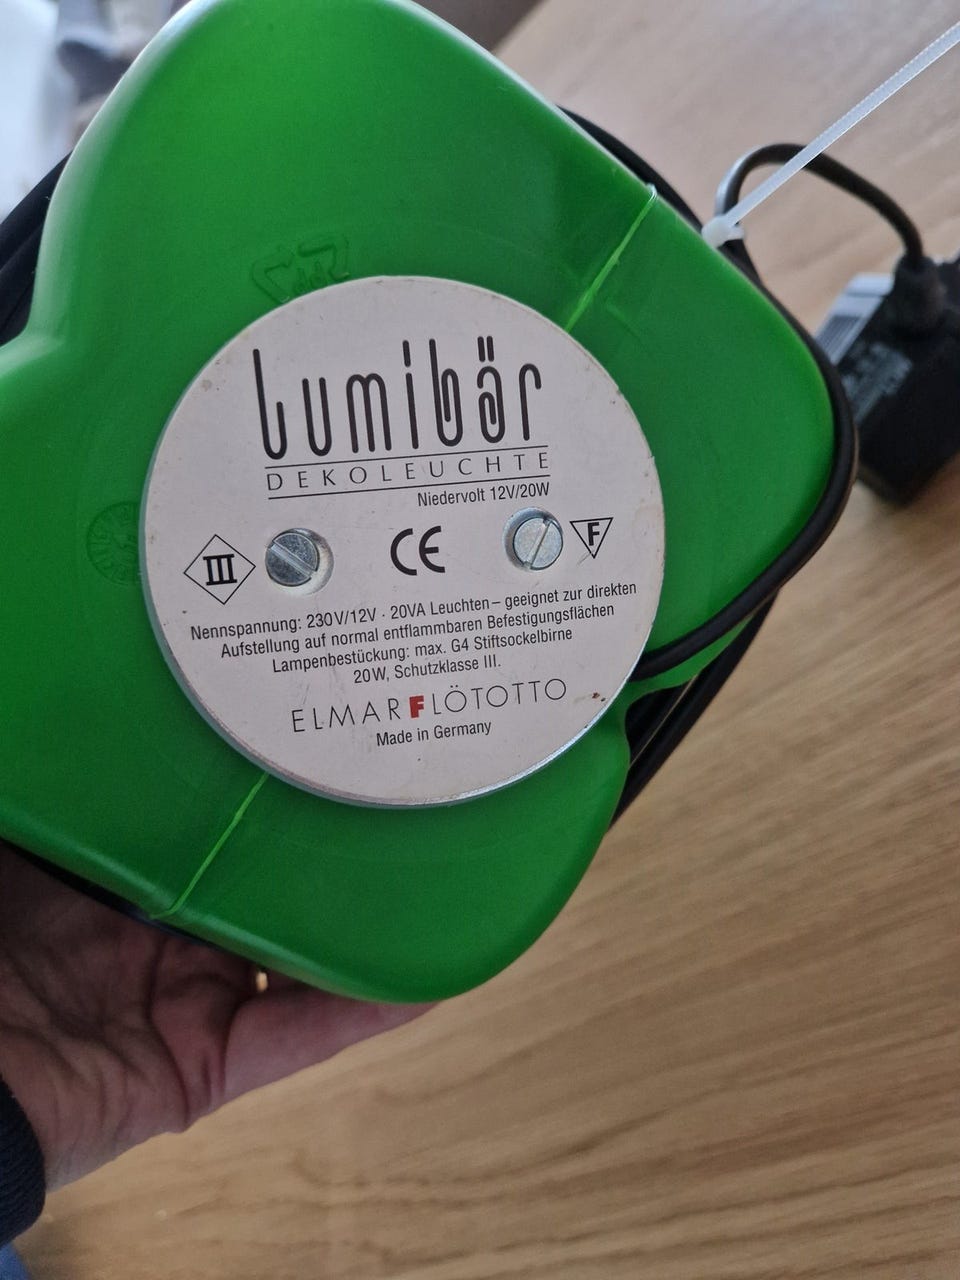 lumibär
DEKOLEUCHTE
Niedervolt 12V/20W
III
CE
F
Nennspannung: 230V/12V · 20VA Leuchten – geeignet zur direkten
Aufstellung auf normal entflammbaren Befestigungsflächen
Lampenbestückung: max. G4 Stiftsockelbirne
20W, Schutzklasse III.
ELMARFLÖTOTTO
Made in Germany